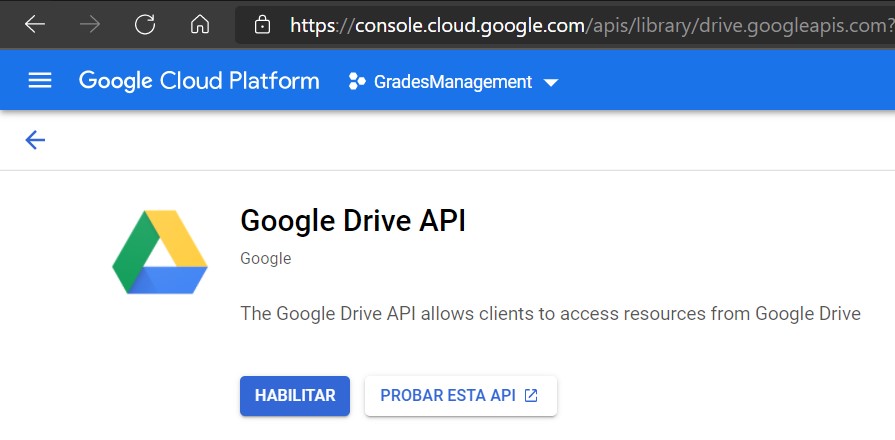 https://console.cloud.google.com/apis/library/drive.googleapis.com?
Google Cloud Platform GradesManagement
Google Drive API
Google
The Google Drive API allows clients to access resources from Google Drive
HABILITAR PROBAR ESTA API